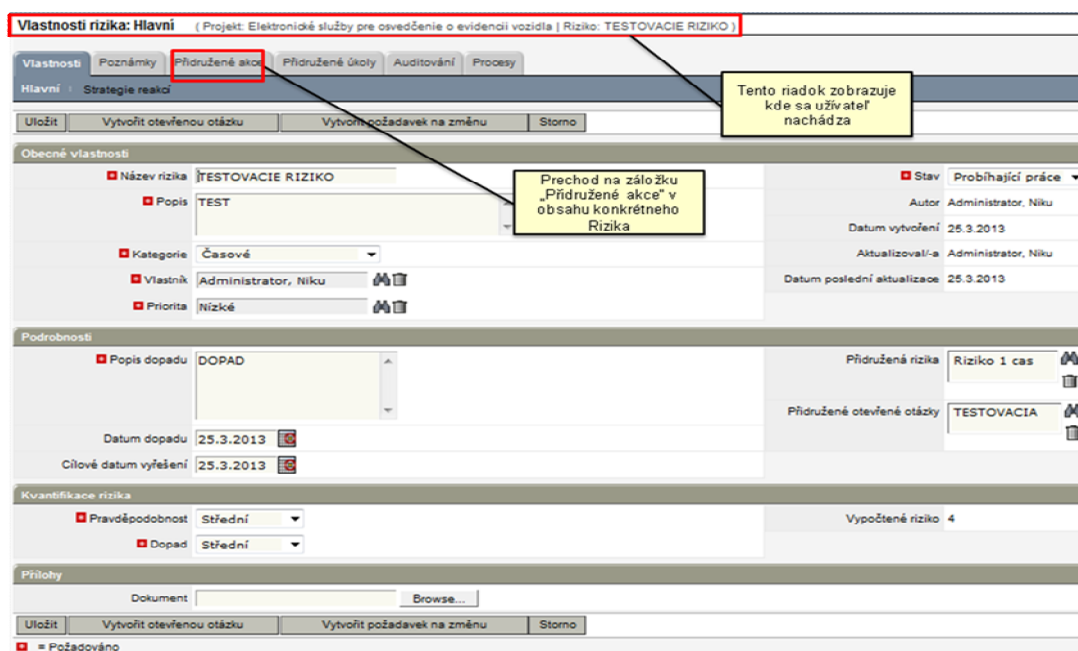 Vlastnosti rizika: Hlavní ( Projekt: Elektronické služby pre osvedčenie o evidencii vozidla | Riziko: TESTOVACIE RIZIKO )
Vlastnosti Poznámky Přidružené akce Přidružené úkoly Auditování Procesy
Hlavní Strategie reakcí
Tento riadok zobrazuje
kde sa užívateľ
nachádza
Uložit Vytvořit otevřenou otázku Vytvořit požadavek na změnu Storno
Obecné vlastnosti
Název rizika TESTOVACIE RIZIKO
Stav Probíhající práce
Popis TEST
Autor Administrator, Niku
Prechod na záložku
„Přidružené akce" v
obsahu konkrétneho
Rizika
Datum vytvoření 25.3.2013
Kategorie Časové
Aktualizoval/-a Administrator, Niku
Vlastník Administrator, Niku
Datum poslední aktualizace 25.3.2013
Priorita Nízké
Podrobnosti
Popis dopadu DOPAD
Přidružená rizika Riziko 1 cas
Přidružené otevřené otázky TESTOVACIA
Datum dopadu 25.3.2013
Cílové datum vyřešení 25.3.2013
Kvantifikace rizika
Pravděpodobnost Střední
Vypočtené riziko 4
Dopad Střední
Přílohy
Dokument Browse...
Uložit Vytvořit otevřenou otázku Vytvořit požadavek na změnu Storno
= Požadováno